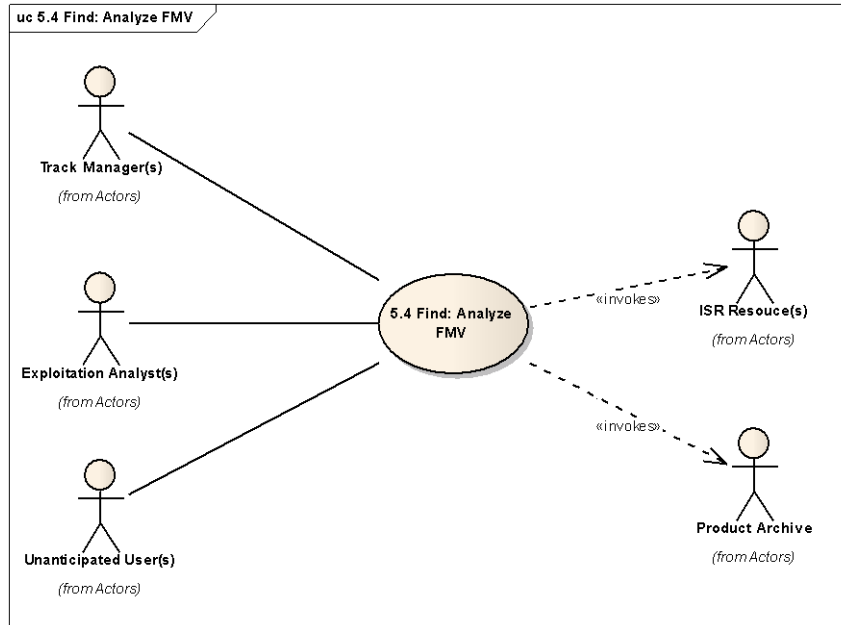 uc 5.4 Find: Analyze FMV
Track Manager(s)
(from Actors)
Exploitation Analyst(s)
(from Actors)
Unanticipated User(s)
(from Actors)
5.4 Find: Analyze
FMV
«invokes»
«invokes»
ISR Resouce(s)
(from Actors)
Product Archive
(from Actors)